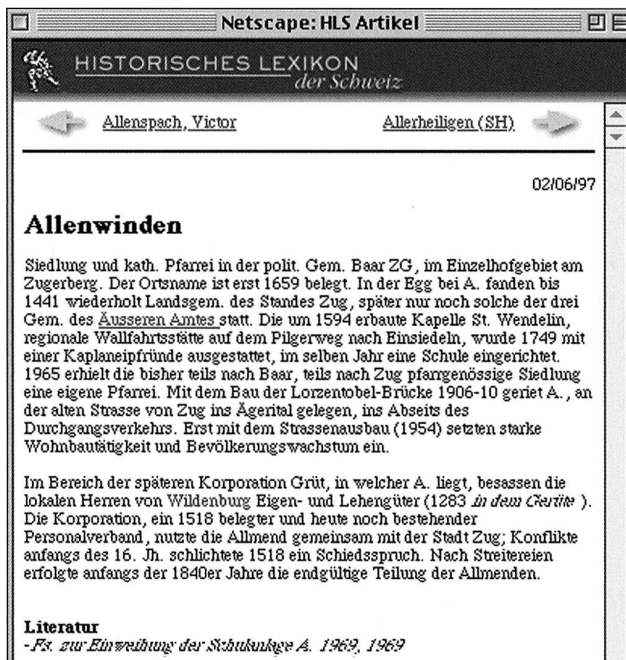 Netscape: HLS Artikel
HISTORISCHES LEXIKON
der Schweiz
Allenspach, Victor
Allerheiligen (SH)
02/06/97
Allenwinden
Siedlung und kath. Pfarrei in der polit. Gem. Baar ZG, im Einzelhofgebiet am
Zugerberg. Der Ortsname ist erst 1659 belegt. In der Egg bei A. fanden bis
1441 wiederholt Landsgem. des Standes Zug, später nur noch solche der drei
Gem. des Äusseren Amtes statt. Die um 1594 erbaute Kapelle St. Wendelin,
regionale Wallfahrtsstätte auf dem Pilgerweg nach Einsiedeln, wurde 1749 mit
einer Kaplaneipfründe ausgestattet, im selben Jahr eine Schule eingerichtet.
1965 erhielt die bisher teils nach Baar, teils nach Zug pfarrgenössige Siedlung
eine eigene Pfarrei. Mit dem Bau der Lorzentobel-Brücke 1906-10 geriet A., an
der alten Strasse von Zug ins Ägerital gelegen, ins Abseits des
Durchgangsverkehrs. Erst mit dem Strassenausbau (1954) setzten starke
Wohnbautätigkeit und Bevölkerungswachstum ein.
Im Bereich der späteren Korporation Grüt, in welcher A. liegt, besassen die
lokalen Herren von Wildenburg Eigen- und Lehengüter (1283 in dem Gerüte ).
Die Korporation, ein 1518 belegter und heute noch bestehender
Personalverband, nutzte die Allmend gemeinsam mit der Stadt Zug; Konflikte
anfangs des 16. Jh. schlichtete 1518 ein Schiedsspruch. Nach Streitereien
erfolgte anfangs der 1840er Jahre die endgültige Teilung der Allmenden.
Literatur
- Fs. zur Einweihung der Schulanlage A. 1969, 1969